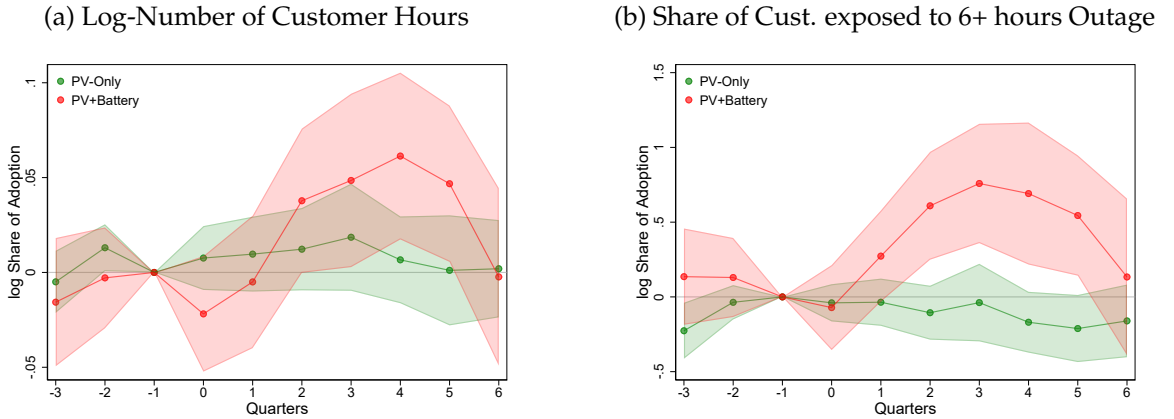 (a) Log-Number of Customer Hours
(b) Share of Cust. exposed to 6+ hours Outage
PV-Only
PV+Battery
log Share of Adoption
.1
.05
0
-.05
-3 -2 -1 0 1 2 3 4 5 6
Quarters
PV-Only
PV+Battery
log Share of Adoption
1.5
1
.5
0
-.5
-3 -2 -1 0 1 2 3 4 5 6
Quarters